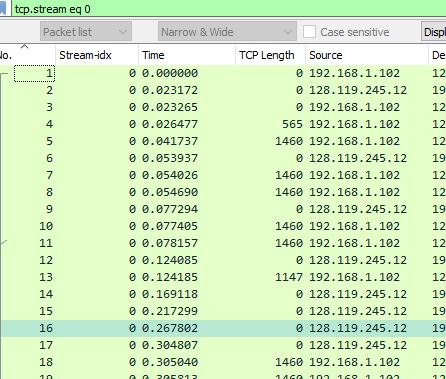 tcp.stream eq 0
Packet list Narrow & Wide Case sensitive Displ
No. Stream-idx Time TCP Length Source De
1 0 0.000000 0 192.168.1.102 12
2 0 0.023172 0 128.119.245.12 19
3 0 0.023265 0 192.168.1.102 12
4 0 0.026477 565 192.168.1.102 12
5 0 0.041737 1460 192.168.1.102 12
6 0 0.053937 0 128.119.245.12 19
7 0 0.054026 1460 192.168.1.102 12
8 0 0.054690 1460 192.168.1.102 12
9 0 0.077294 0 128.119.245.12 19
10 0 0.077405 1460 192.168.1.102 12
11 0 0.078157 1460 192.168.1.102 12
12 0 0.124085 0 128.119.245.12 19
13 0 0.124185 1147 192.168.1.102 12
14 0 0.169118 0 128.119.245.12 19
15 0 0.217299 0 128.119.245.12 19
16 0 0.267802 0 128.119.245.12 19
17 0 0.304807 0 128.119.245.12 19
18 0 0.305040 1460 192.168.1.102 12
19 0 0.305813 1460 192.168.1.102 12